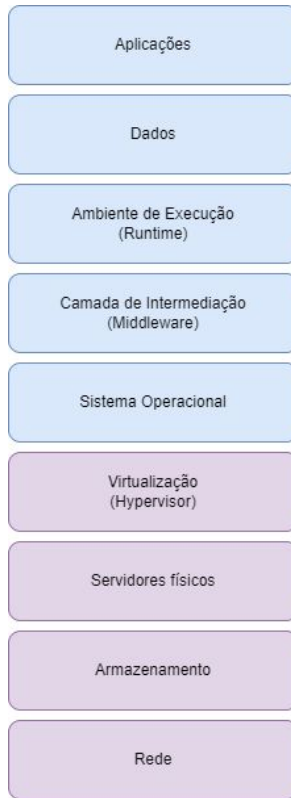 Aplicações
Dados
Ambiente de Execução
(Runtime)
Camada de Intermediação
(Middleware)
Sistema Operacional
Virtualização
(Hypervisor)
Servidores físicos
Armazenamento
Rede